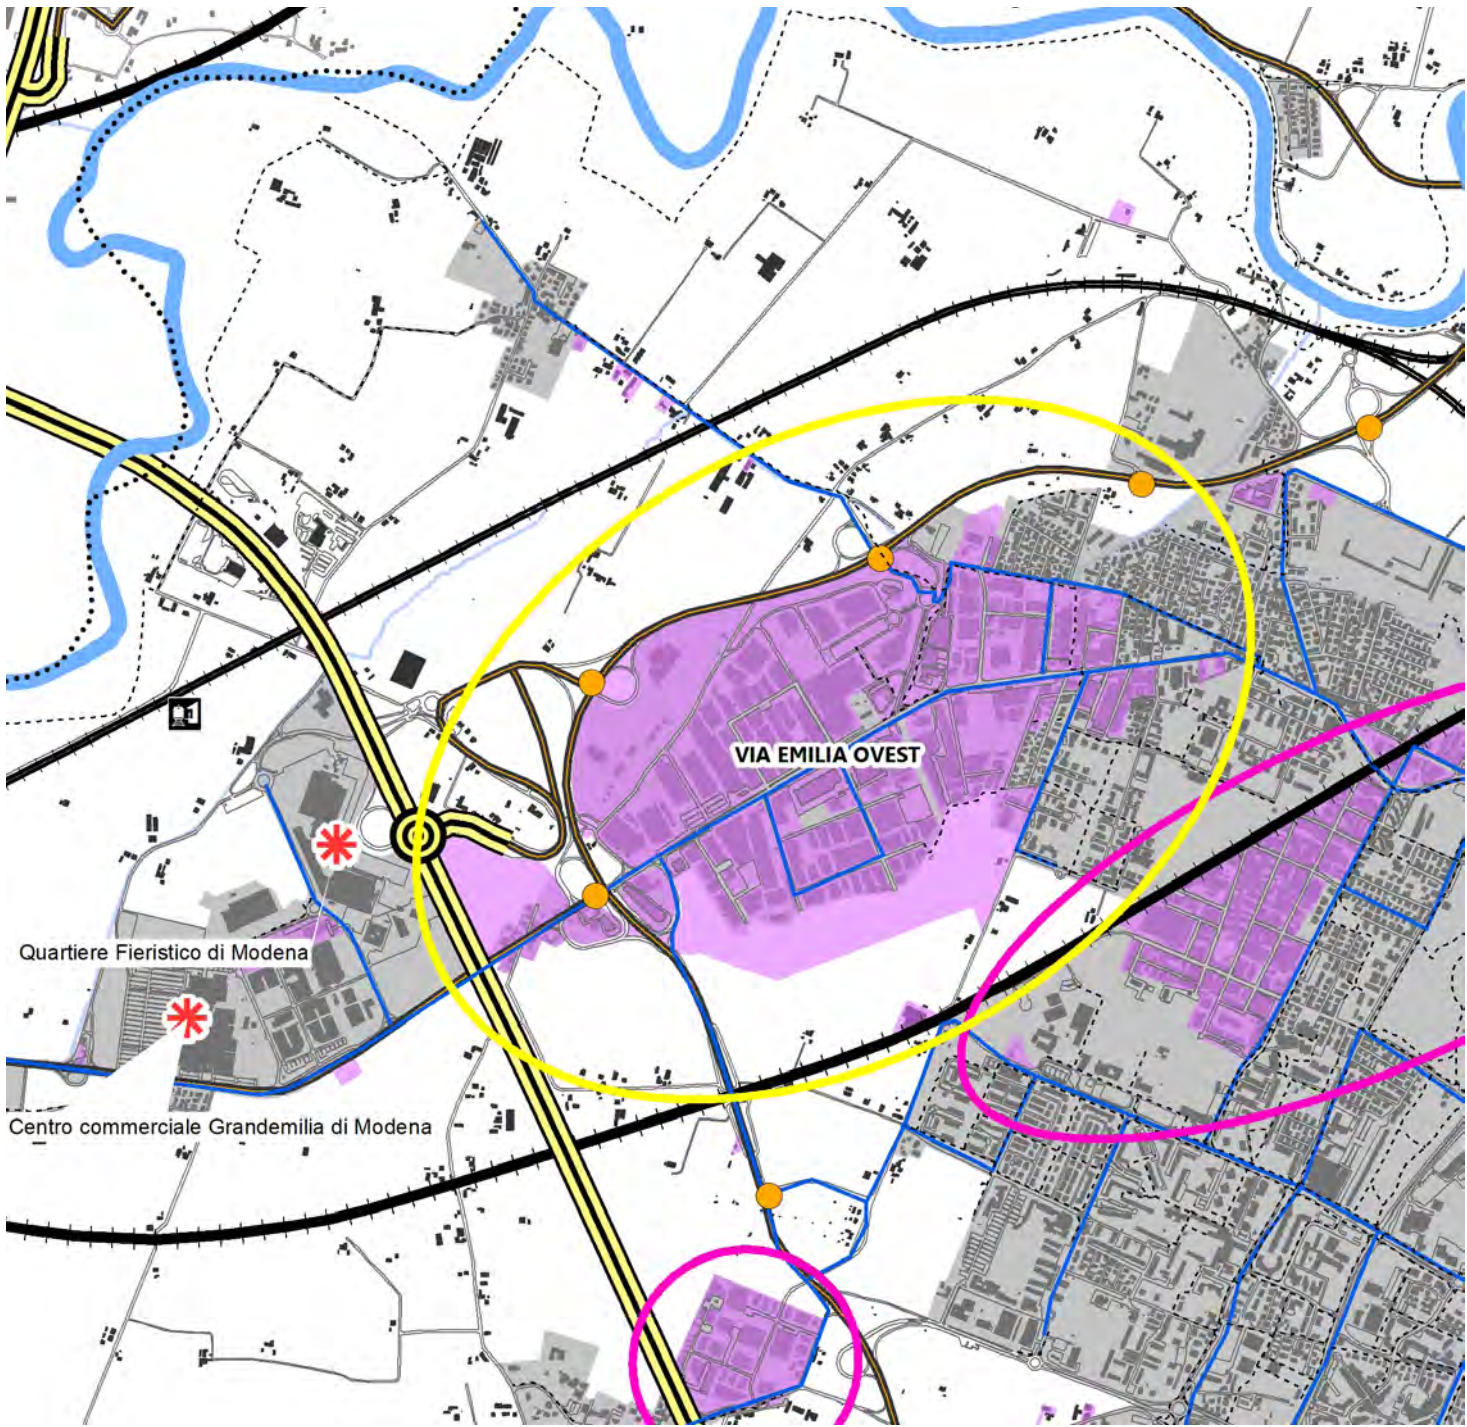 VIA EMILIA OVEST
Quartiere Fieristico di Modena
Centro commerciale Grandemilia di Modena